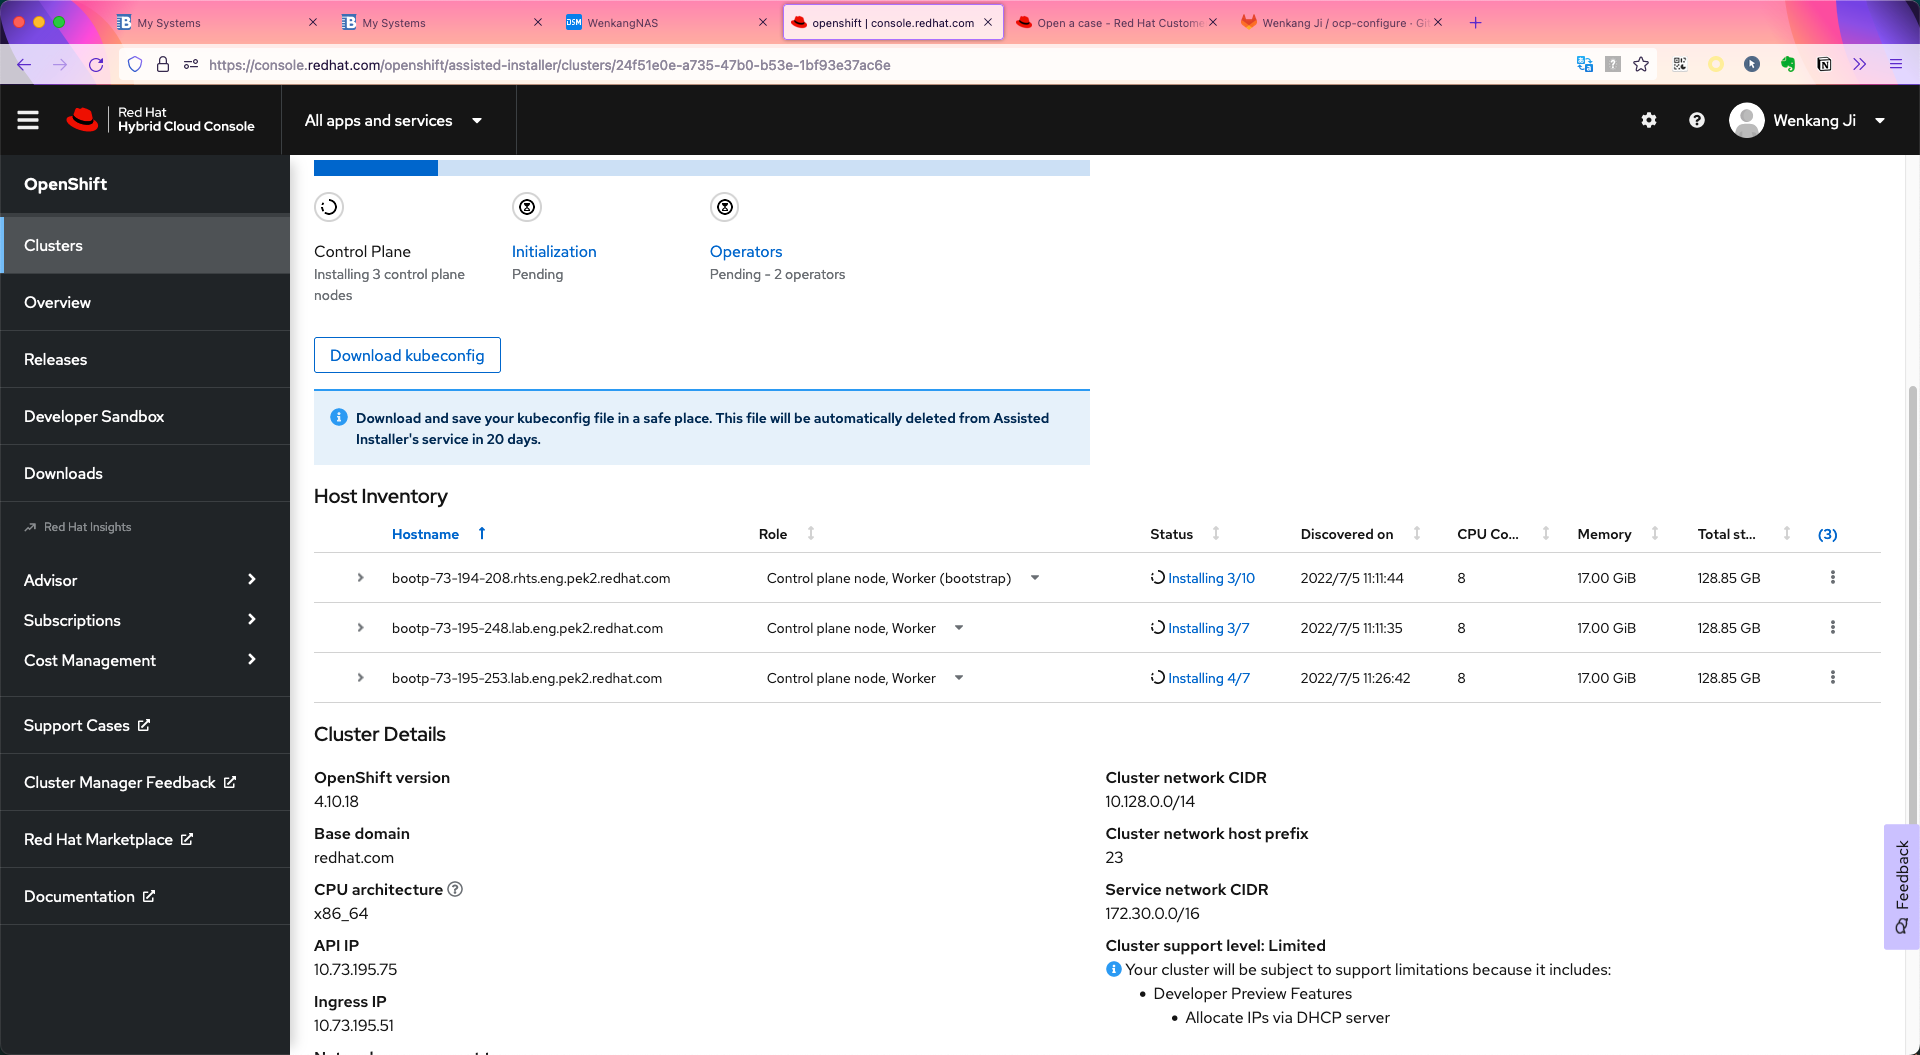 My Systems
My Systems
WenkangNAS
openshift | console.redhat.com
Open a case - Red Hat Custome
Wenkang Ji / ocp-configure · Gi
https://console.redhat.com/openshift/assisted-installer/clusters/24f51e0e-a735-47b0-b53e-1bf93e37ac6e
Red Hat
Hybrid Cloud Console
All apps and services
Wenkang Ji
OpenShift
Clusters
Overview
Releases
Developer Sandbox
Downloads
Red Hat Insights
Advisor
Subscriptions
Cost Management
Support Cases
Cluster Manager Feedback
Red Hat Marketplace
Documentation
Control Plane
Installing 3 control plane
nodes
Initialization
Pending
Operators
Pending - 2 operators
Download kubeconfig
Download and save your kubeconfig file in a safe place. This file will be automatically deleted from Assisted
Installer's service in 20 days.
Host Inventory
Hostname Role Status Discovered on CPU Co... Memory Total st... (3)
bootp-73-194-208.rhts.eng.pek2.redhat.com Control plane node, Worker (bootstrap) Installing 3/10 2022/7/5 11:11:44 8 17.00 GiB 128.85 GB
bootp-73-195-248.lab.eng.pek2.redhat.com Control plane node, Worker Installing 3/7 2022/7/5 11:11:35 8 17.00 GiB 128.85 GB
bootp-73-195-253.lab.eng.pek2.redhat.com Control plane node, Worker Installing 4/7 2022/7/5 11:26:42 8 17.00 GiB 128.85 GB
Cluster Details
OpenShift version
4.10.18
Base domain
redhat.com
CPU architecture
x86_64
API IP
10.73.195.75
Ingress IP
10.73.195.51
Cluster network CIDR
10.128.0.0/14
Cluster network host prefix
23
Service network CIDR
172.30.0.0/16
Cluster support level: Limited
Your cluster will be subject to support limitations because it includes:
• Developer Preview Features
• Allocate IPs via DHCP server
Feedback